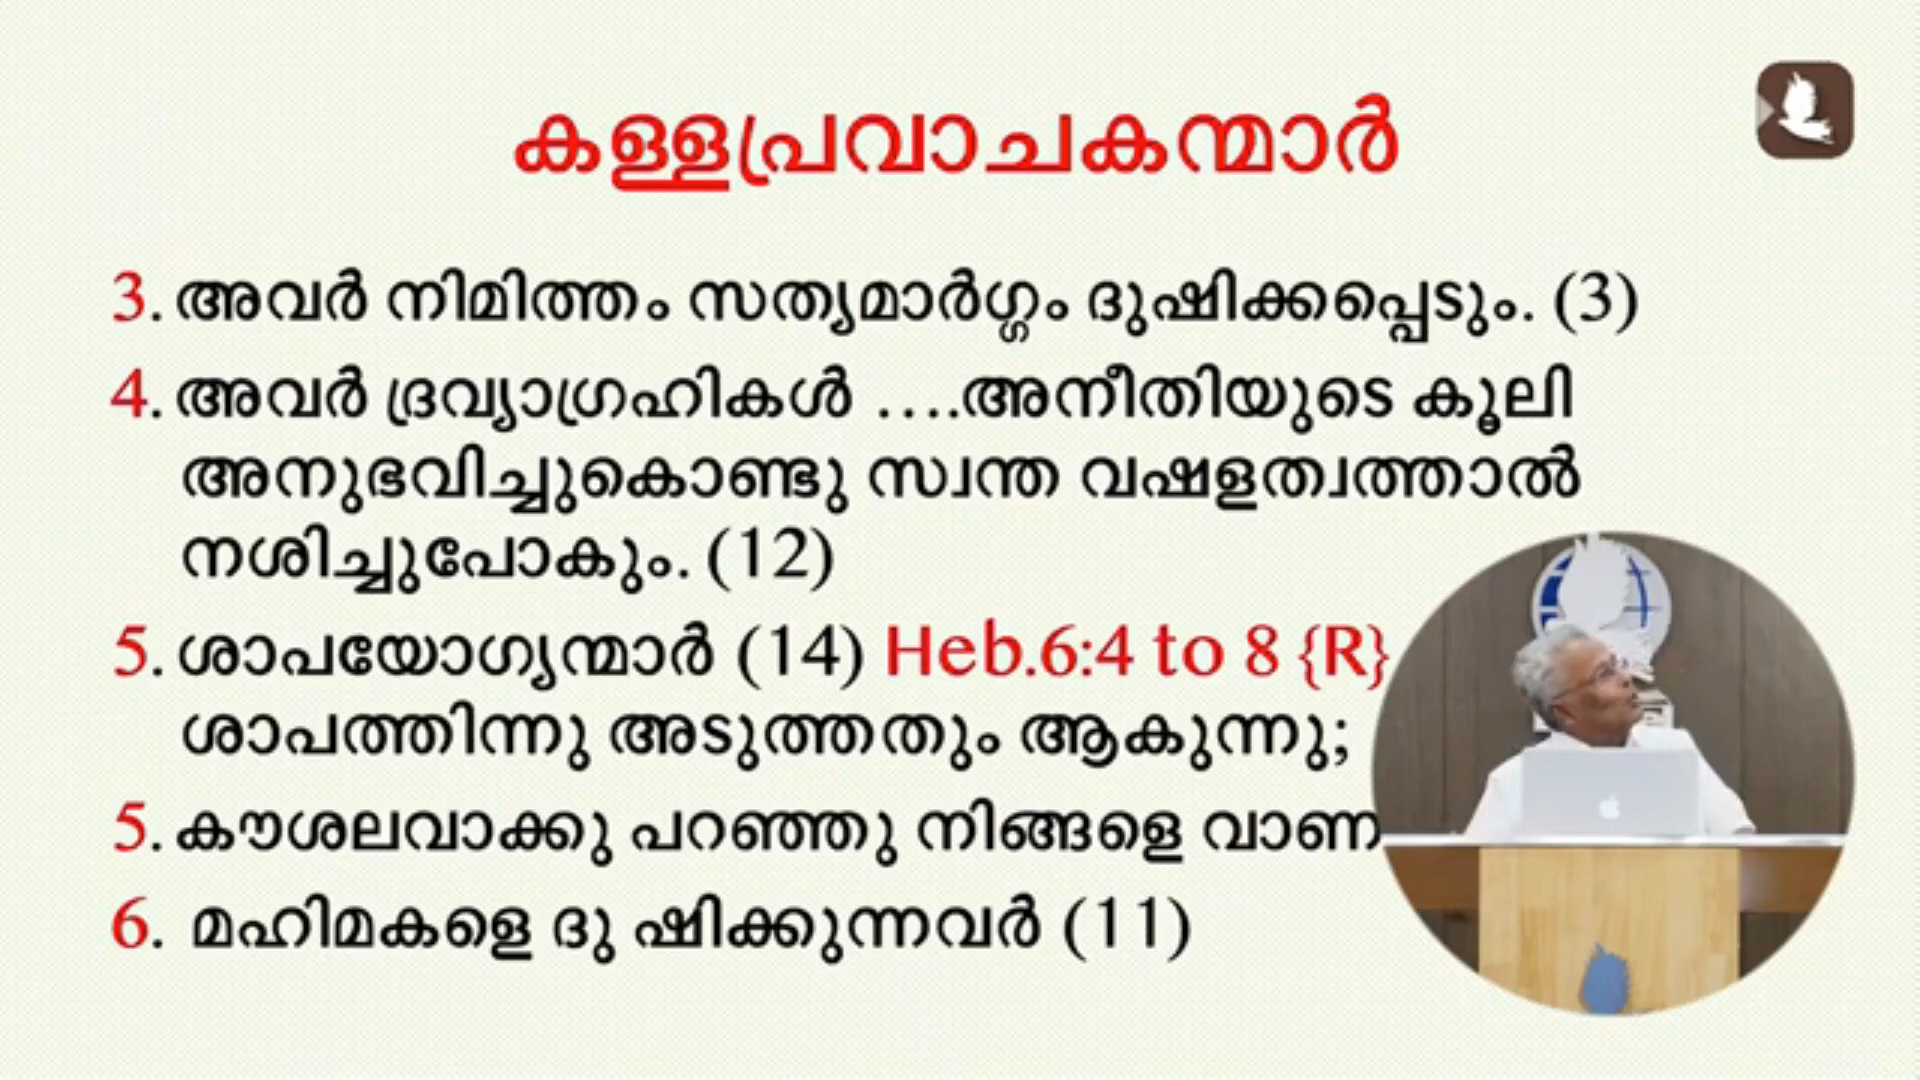 കള്ളപ്രവാചകന്മാർ
3. അവർ നിമിത്തം സത്യമാർഗ്ഗം ദുഷിക്കപ്പെടും. (3)
4. അവർ ദ്രവ്യാഗ്രഹികൾ ....അനീതിയുടെ കൂലി
അനുഭവിച്ചുകൊണ്ടു സ്വന്ത വഷളത്വത്താൽ
നശിച്ചുപോകും. (12)
5. ശാപയോഗ്യന്മാർ (14) Heb.6:4 to 8 {R}
ശാപത്തിന്നു അടുത്തതും ആകുന്നു;
5. കൗശലവാക്കു പറഞ്ഞു നിങ്ങളെ വാണ
6. മഹിമകളെ ദു ഷിക്കുന്നവർ (11)